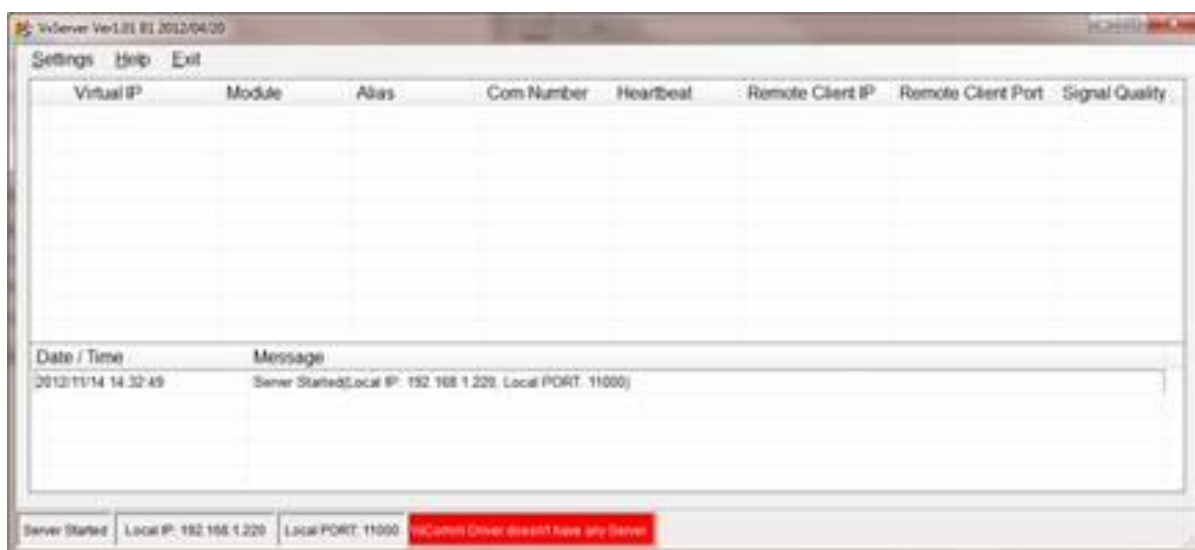 VxServer Ver1.01 B1 2012/04/20
Settings Help Exit
Virtual IP Module Alias Com Number Heartbeat Remote Client IP Remote Client Port Signal Quality
Date / Time Message
2012/11/14 14:32:49 Server Started(Local IP: 192.168.1.220, Local PORT: 11000)
Server Started Local IP: 192.168.1.220 Local PORT: 11000 VxComm Driver doesn't have any Server